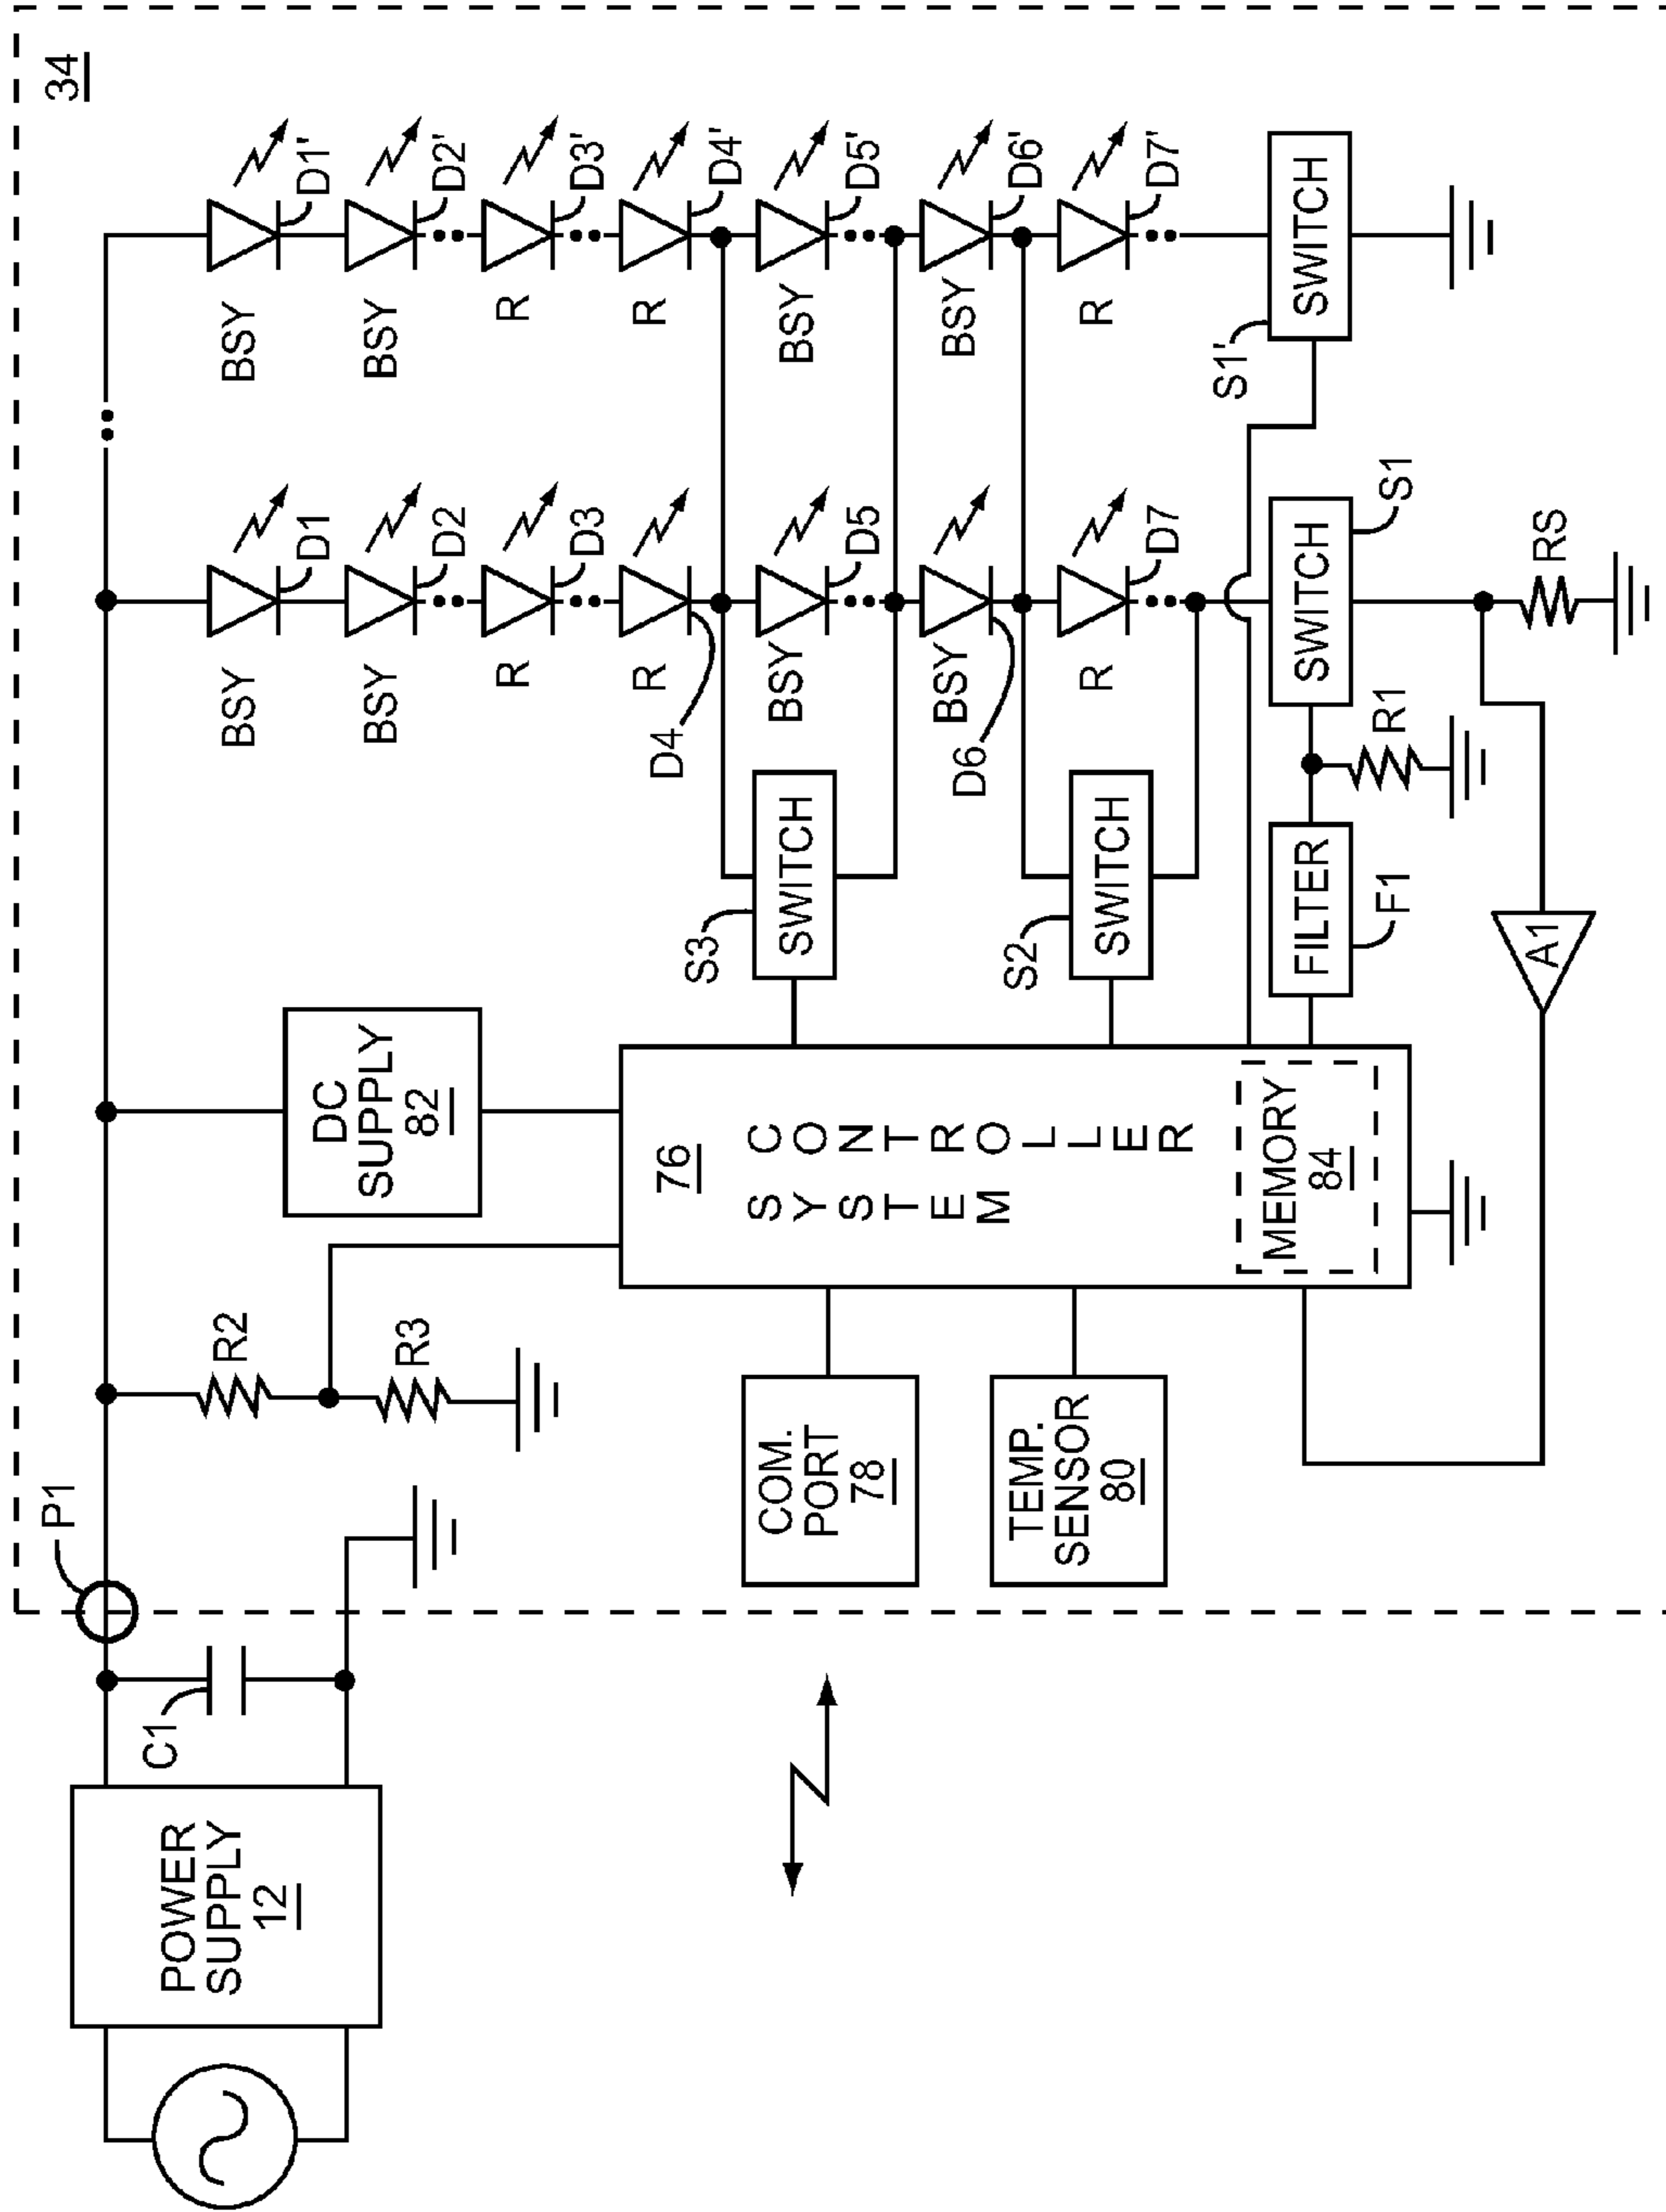 34
P1
C1
POWER
SUPPLY
12
R2
R3
DC
SUPPLY
82
COM.
PORT
78
TEMP.
SENSOR
80
76
SYSTEM
CONTROLLER
MEMORY
84
S3
SWITCH
S2
SWITCH
FILTER
F1
R1
A1
SWITCH
S1
RS
BSY
D1
BSY
D2
R
D3
R
D4
BSY
D5
BSY
D6
R
D7
BSY
D1'
BSY
D2'
R
D3'
R
D4'
BSY
D5'
BSY
D6'
R
D7'
S1'
SWITCH